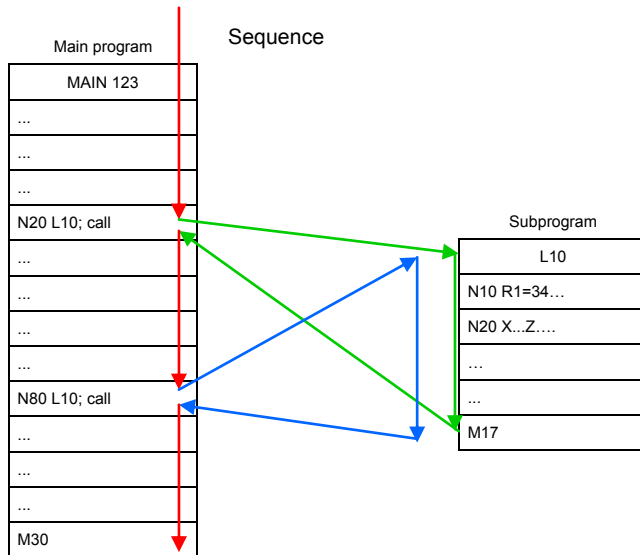 Sequence
Main program
MAIN 123
...
...
...
N20 L10; call
...
...
...
...
N80 L10; call
...
...
...
M30
Subprogram
L10
N10 R1=34…
N20 X...Z….
…
...
M17